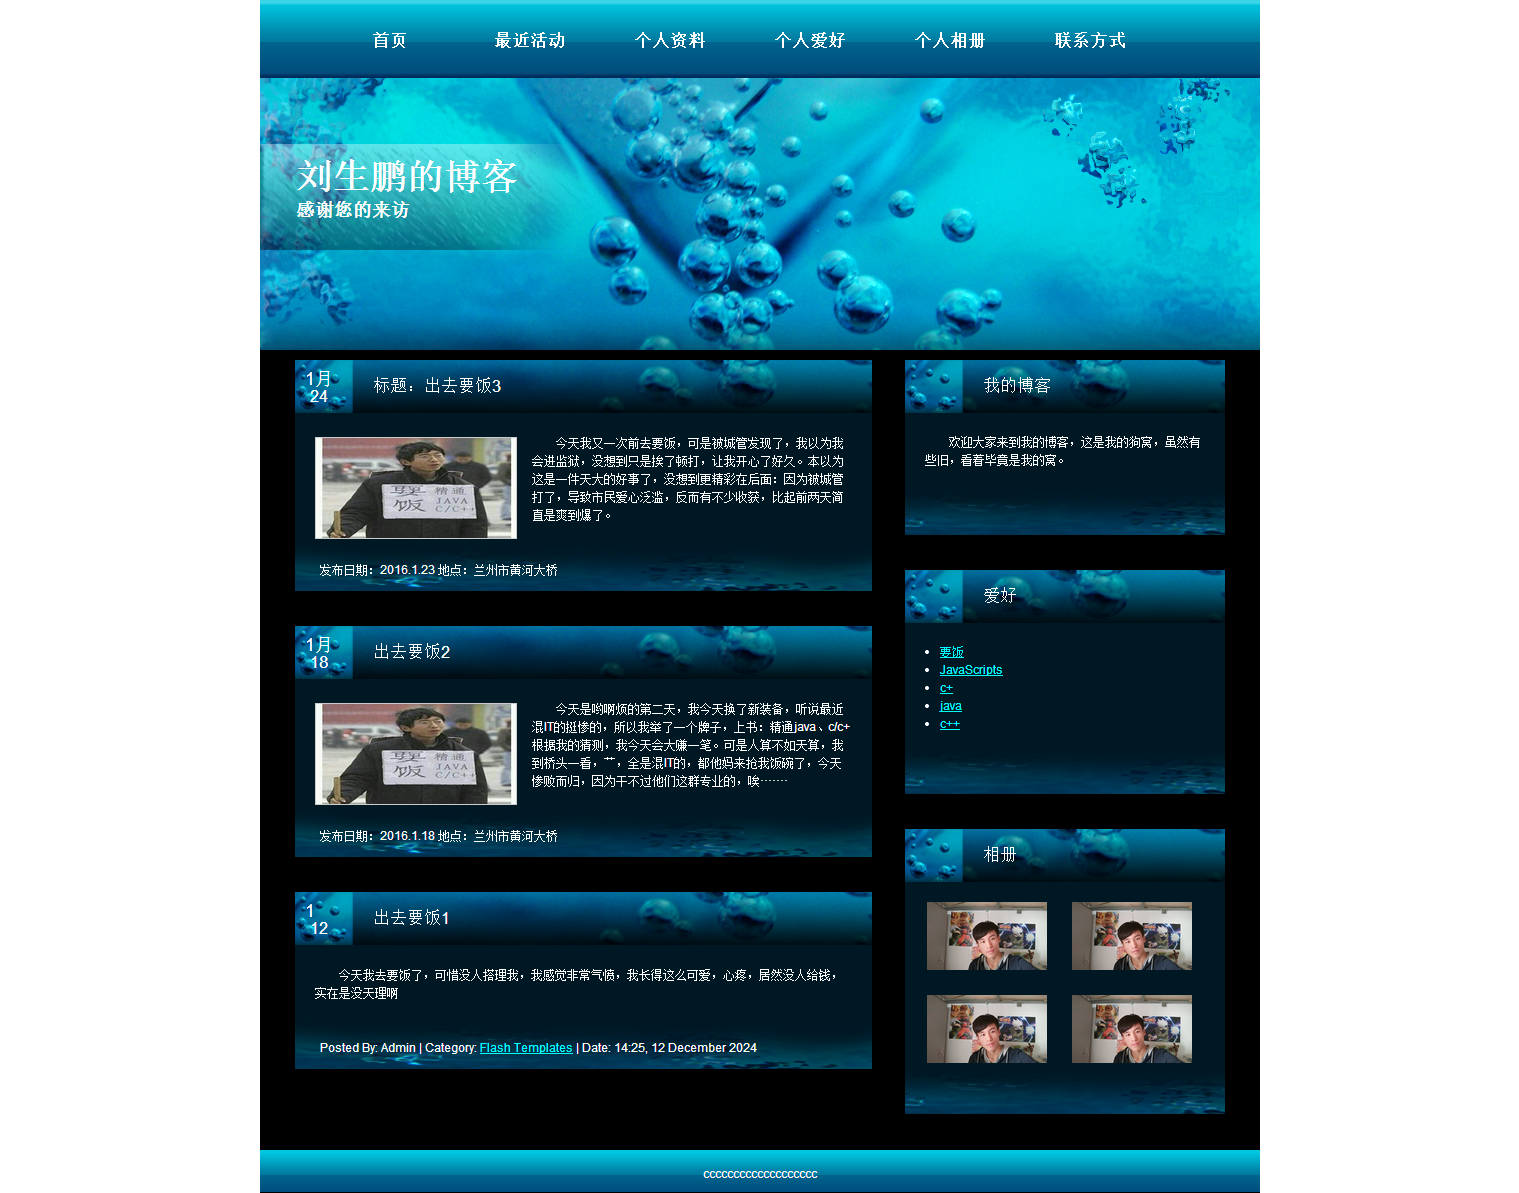 首页 最近活动 个人资料 个人爱好 个人相册 联系方式
刘生鹏的博客
感谢您的来访
1月
24
标题：出去要饭3
要饭
精通
JAVA
C/C++
今天我又一次前去要饭，可是被城管发现了，我以为我
会进监狱，没想到只是挨了顿打，让我开心了好久。本以为
这是一件天大的好事了，没想到更精彩在后面：因为被城管
打了，导致市民爱心泛滥，反而有不少收获，比起前两天简
直是爽到爆了。
发布日期：2016.1.23 地点：兰州市黄河大桥
1月
18
出去要饭2
要饭
精通
JAVA
C/C++
今天是哟啊烦的第二天，我今天换了新装备，听说最近
混IT的挺惨的，所以我举了一个牌子，上书：精通java、c/c+
根据我的猜测，我今天会大赚一笔。可是人算不如天算，我
到桥头一看，艹，全是混IT的，都他妈来抢我饭碗了，今天
惨败而归，因为干不过他们这群专业的，唉·······
发布日期：2016.1.18 地点：兰州市黄河大桥
1
12
出去要饭1
今天我去要饭了，可惜没人搭理我，我感觉非常气愤，我长得这么可爱，心疼，居然没人给钱，
实在是没天理啊
Posted By: Admin | Category: Flash Templates | Date: 14:25, 12 December 2024
我的博客
欢迎大家来到我的博客，这是我的狗窝，虽然有
些旧，看着毕竟是我的窝。
爱好
要饭
JavaScripts
c+
java
c++
相册
ccccccccccccccccccc